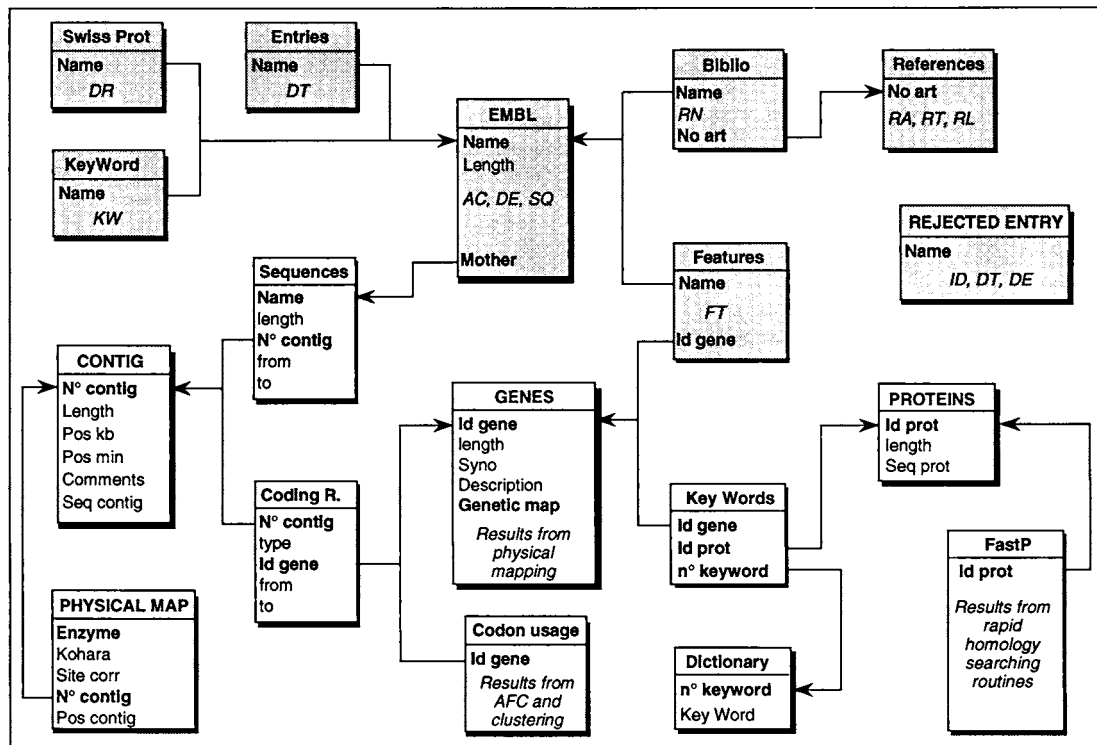 Swiss Prot
Name
DR
Entries
Name
DT
KeyWord
Name
KW
EMBL
Name
Length
AC, DE, SQ
Mother
Biblio
Name
RN
No art
References
No art
RA, RT, RL
REJECTED ENTRY
Name
ID, DT, DE
Features
Name
FT
Id gene
Sequences
Name
length
N° contig
from
to
CONTIG
N° contig
Length
Pos kb
Pos min
Comments
Seq contig
Coding R.
N° contig
type
Id gene
from
to
GENES
Id gene
length
Syno
Description
Genetic map
Results from
physical
mapping
PROTEINS
Id prot
length
Seq prot
Key Words
Id gene
Id prot
n° keyword
FastP
Id prot
Results from
rapid
homology
searching
routines
PHYSICAL MAP
Enzyme
Kohara
Site corr
N° contig
Pos contig
Codon usage
Id gene
Results from
AFC and
clustering
Dictionary
n° keyword
Key Word